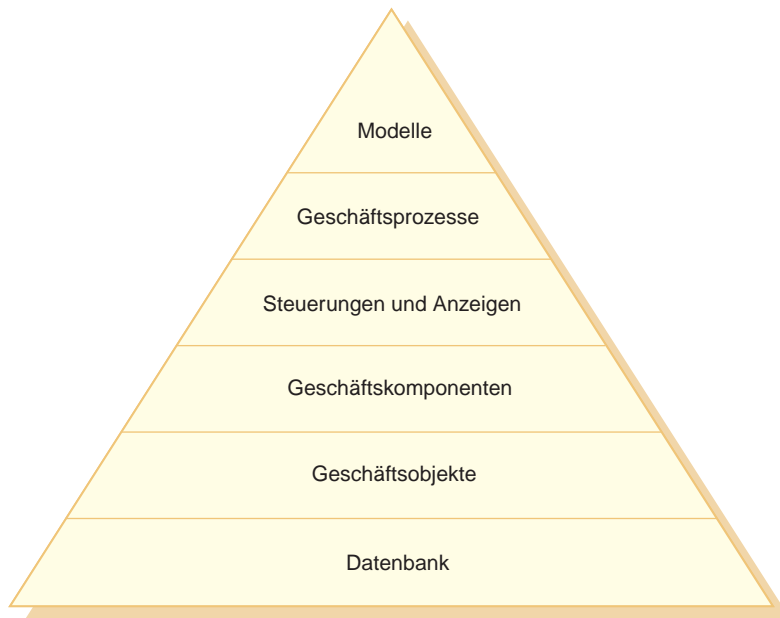 Modelle
Geschäftsprozesse
Steuerungen und Anzeigen
Geschäftskomponenten
Geschäftsobjekte
Datenbank